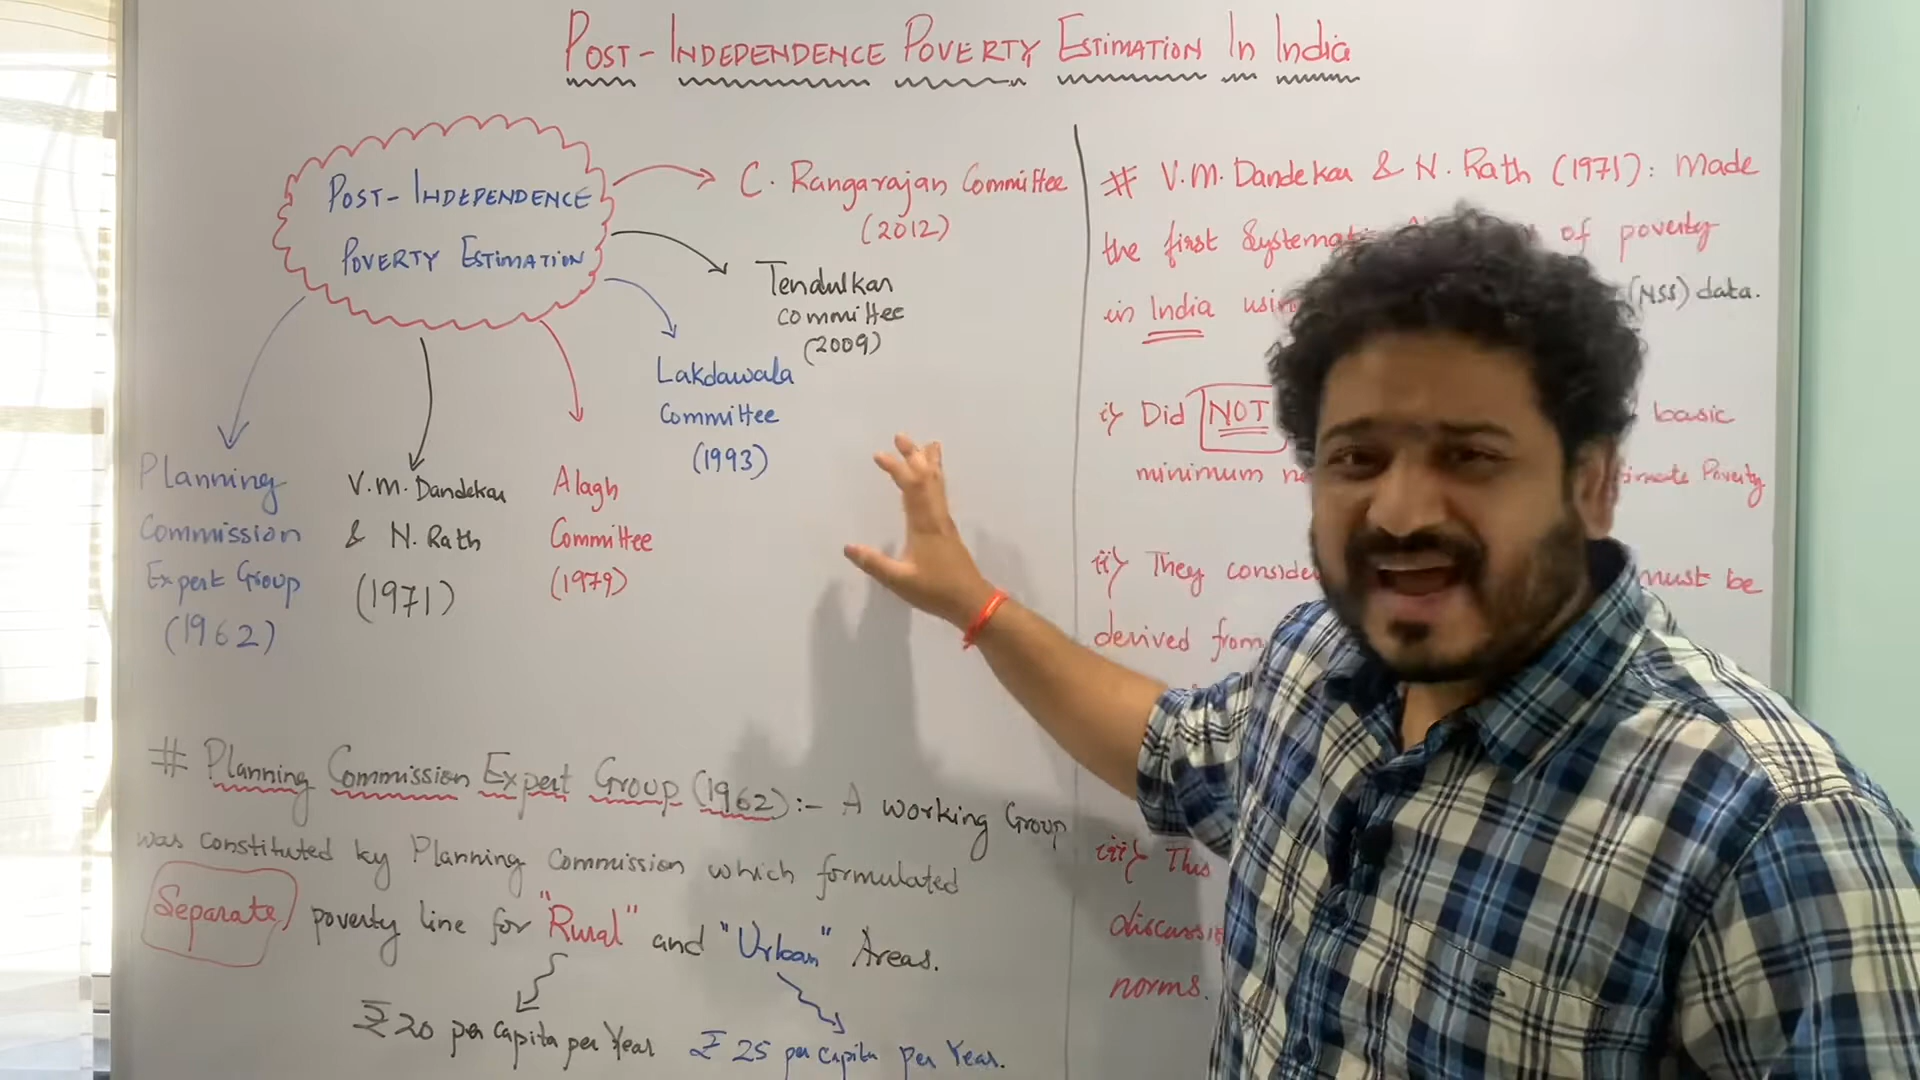 POST-INDEPENDENCE POVERTY ESTIMATION IN INDIA
POST-INDEPENDENCE
POVERTY ESTIMATION
C. Rangarajan Committee
(2012)
Tendulkar
committee
(2009)
Lakdawala
Committee
(1993)
Alagh
Committee
(1979)
V.M. Dandekar
& N. Rath
(1971)
Planning
Commission
Expert Group
(1962)
# Planning Commission Expert Group (1962):- A working Group
was constituted by Planning Commission which formulated
Separate poverty line for "Rural" and "Urban" Areas.
₹ 20 per capita per Year
₹ 25 per capita per Year.
# V.M. Dandekar & N. Rath (1971): Made
the first of poverty
in India (NSS) data.
i) Did NOT basic
minimum Poverty
ii) They must be
derived from
iii) This
norms.